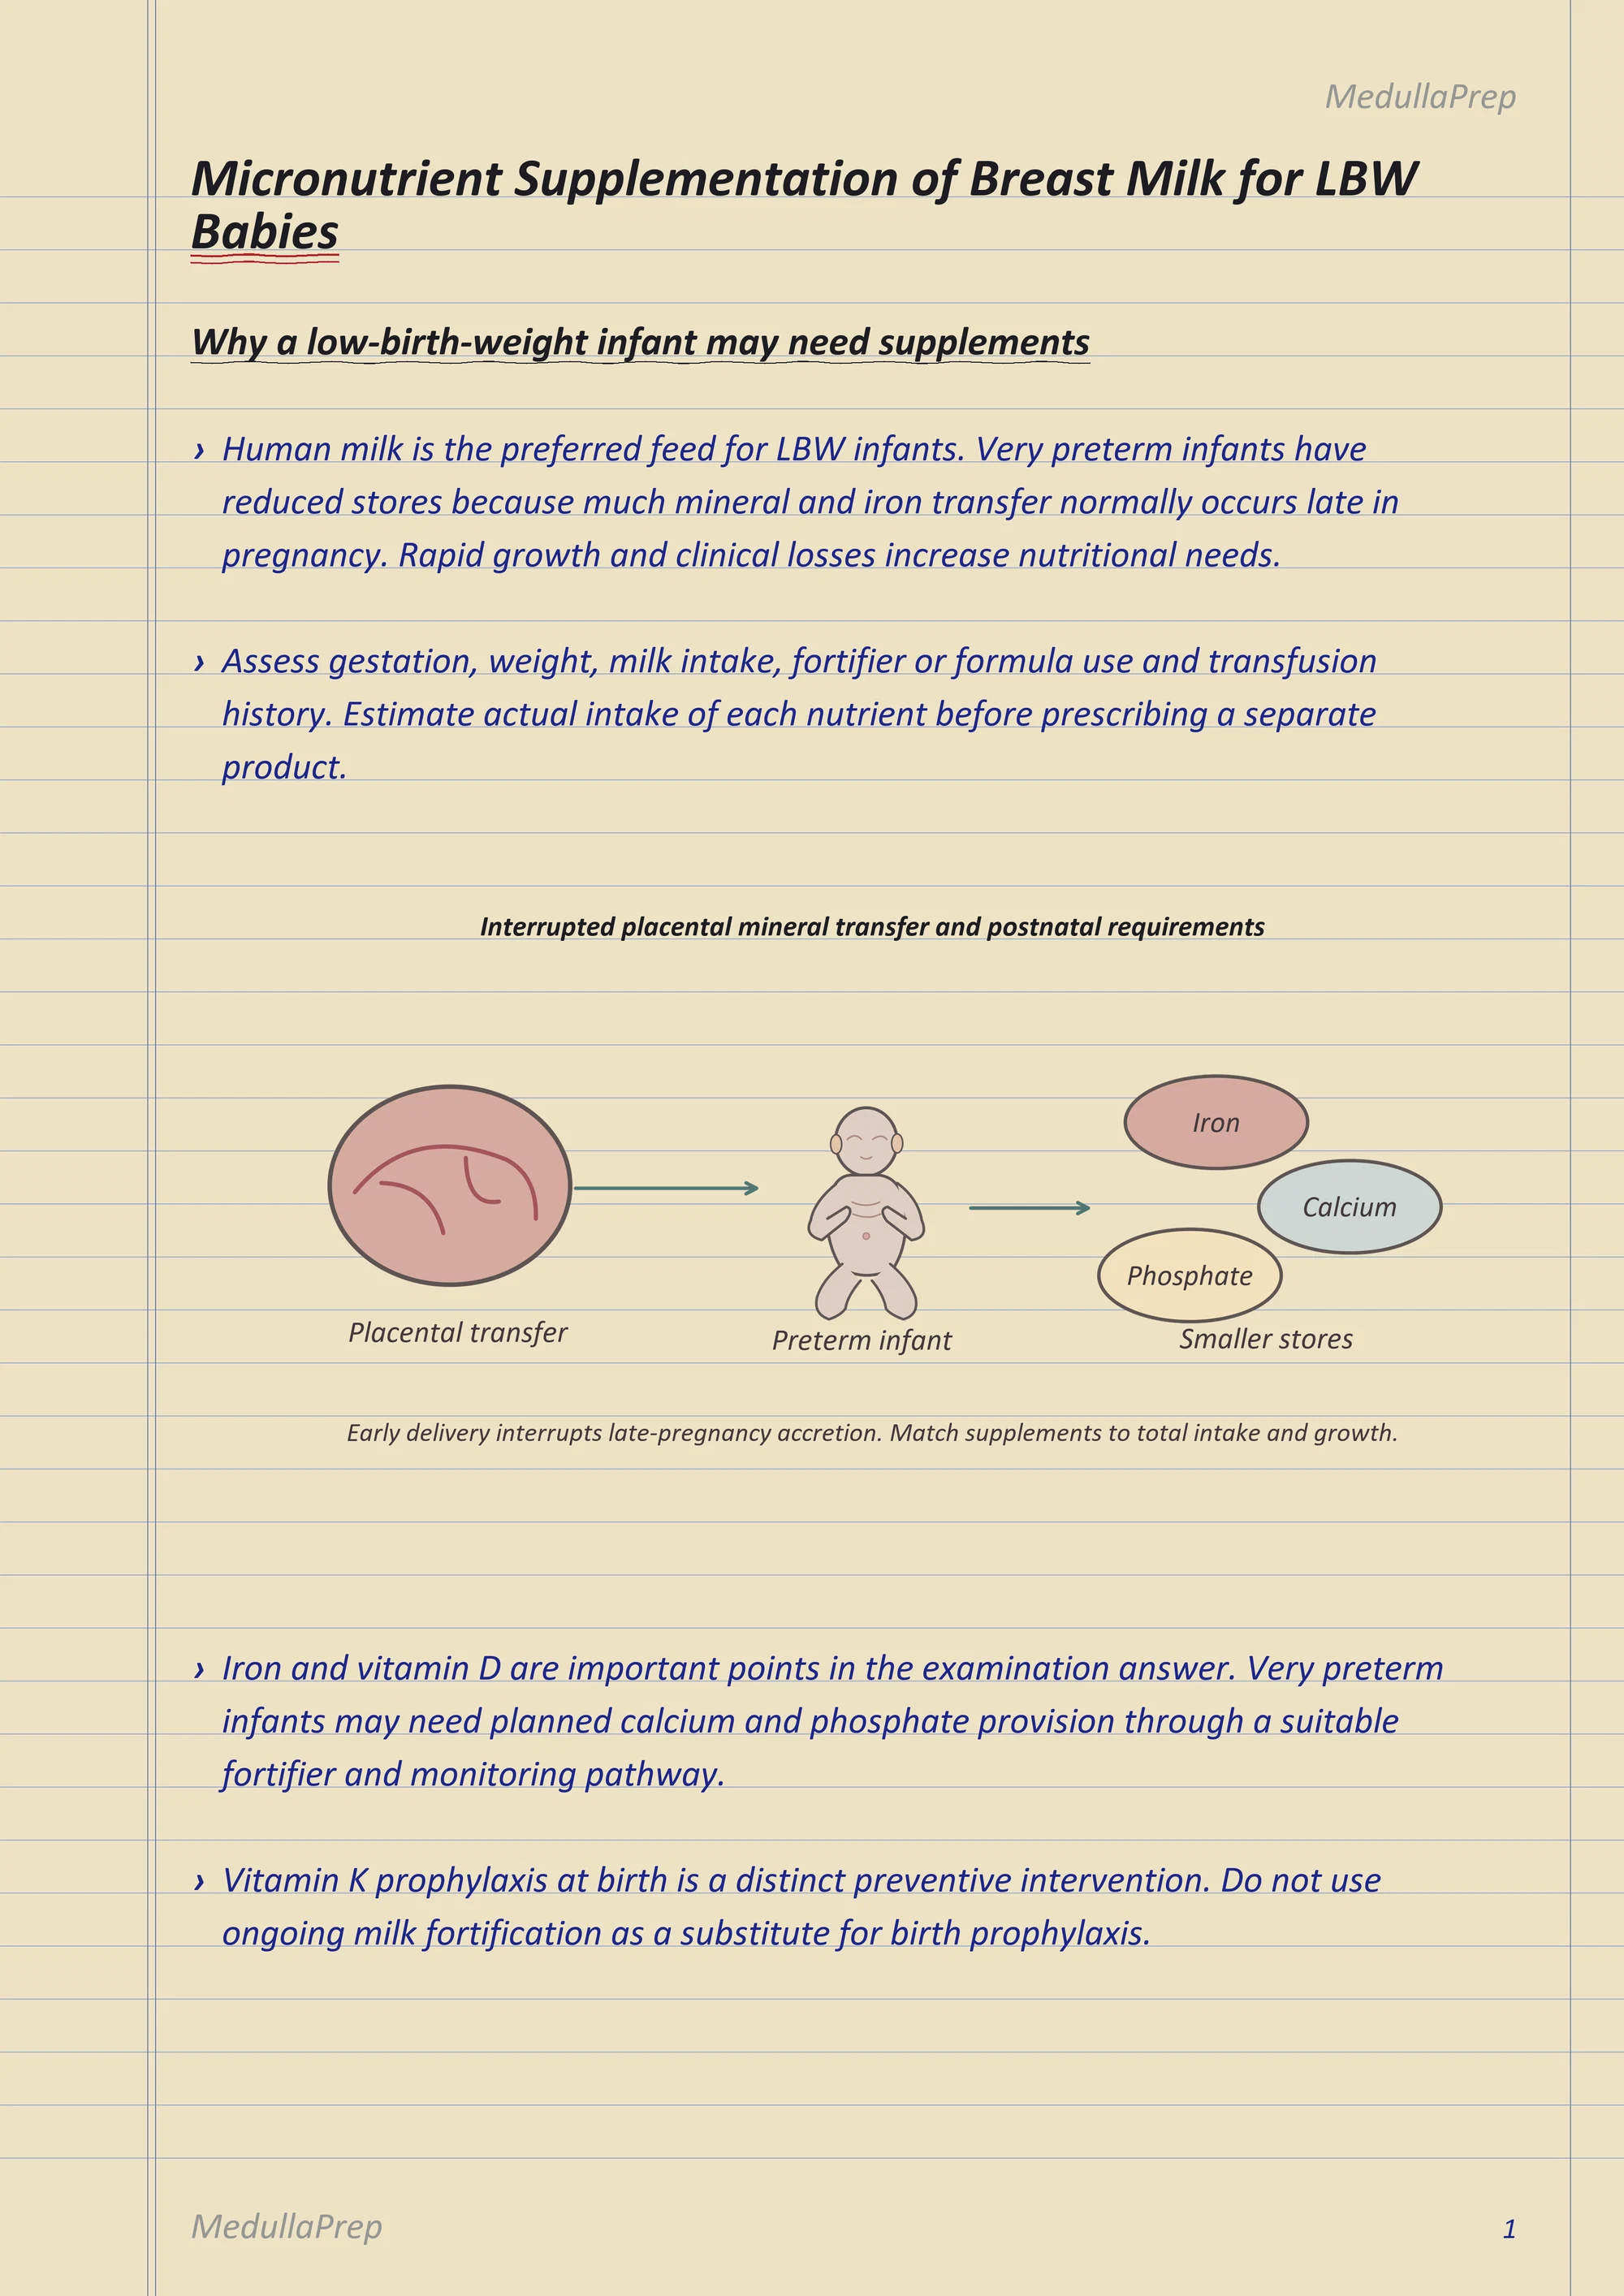 MedullaPrep
Micronutrient Supplementation of Breast Milk for LBW
Babies
Why a low-birth-weight infant may need supplements
› Human milk is the preferred feed for LBW infants. Very preterm infants have
reduced stores because much mineral and iron transfer normally occurs late in
pregnancy. Rapid growth and clinical losses increase nutritional needs.
› Assess gestation, weight, milk intake, fortifier or formula use and transfusion
history. Estimate actual intake of each nutrient before prescribing a separate
product.
Interrupted placental mineral transfer and postnatal requirements
Iron
Calcium
Phosphate
Placental transfer
Preterm infant
Smaller stores
Early delivery interrupts late-pregnancy accretion. Match supplements to total intake and growth.
› Iron and vitamin D are important points in the examination answer. Very preterm
infants may need planned calcium and phosphate provision through a suitable
fortifier and monitoring pathway.
› Vitamin K prophylaxis at birth is a distinct preventive intervention. Do not use
ongoing milk fortification as a substitute for birth prophylaxis.
MedullaPrep
1